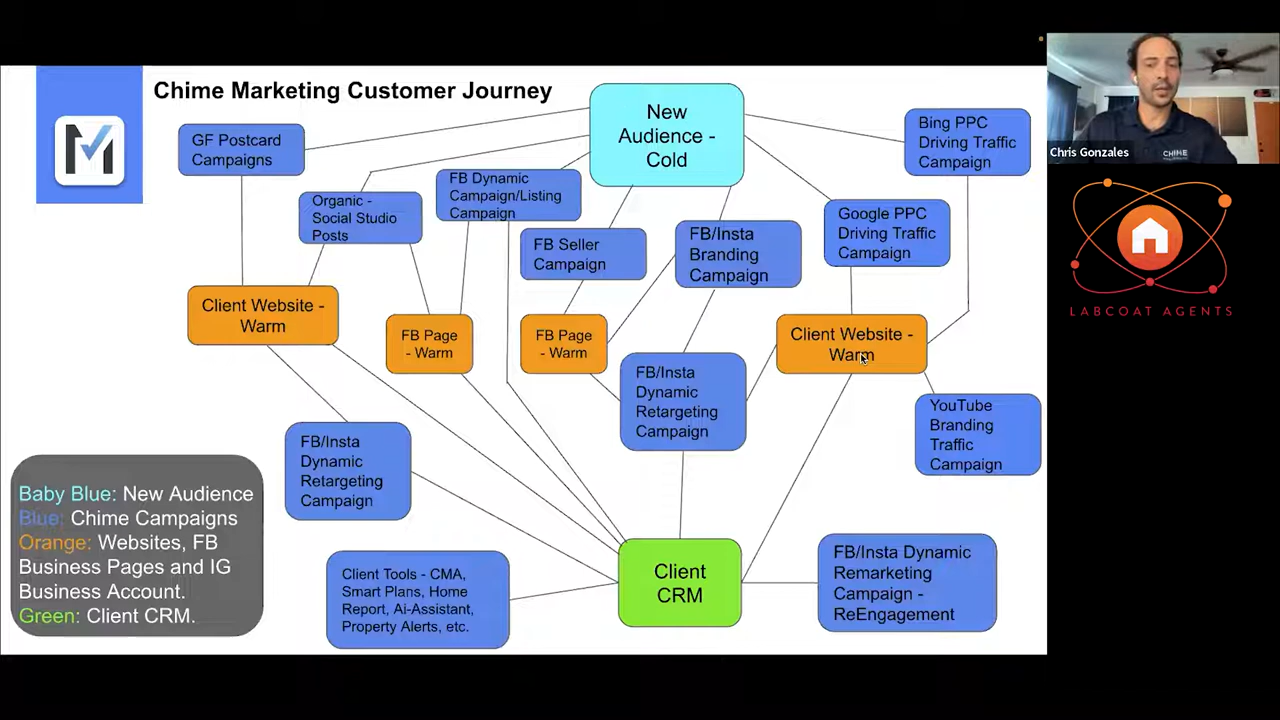 Chime Marketing Customer Journey
New
Audience -
Cold
GF Postcard
Campaigns
Organic -
Social Studio
Posts
FB Dynamic
Campaign/Listing
Campaign
FB Seller
Campaign
FB/Insta
Branding
Campaign
Google PPC
Driving Traffic
Campaign
Bing PPC
Driving Traffic
Campaign
Client Website -
Warm
FB Page
- Warm
FB Page
- Warm
Client Website -
Warm
FB/Insta
Dynamic
Retargeting
Campaign
YouTube
Branding
Traffic
Campaign
FB/Insta
Dynamic
Retargeting
Campaign
Baby Blue: New Audience
Blue: Chime Campaigns
Orange: Websites, FB
Business Pages and IG
Business Account.
Green: Client CRM.
Client Tools - CMA,
Smart Plans, Home
Report, Ai-Assistant,
Property Alerts, etc.
Client
CRM
FB/Insta Dynamic
Remarketing
Campaign -
ReEngagement
Chris Gonzales
CHIME
LABCOAT AGENTS